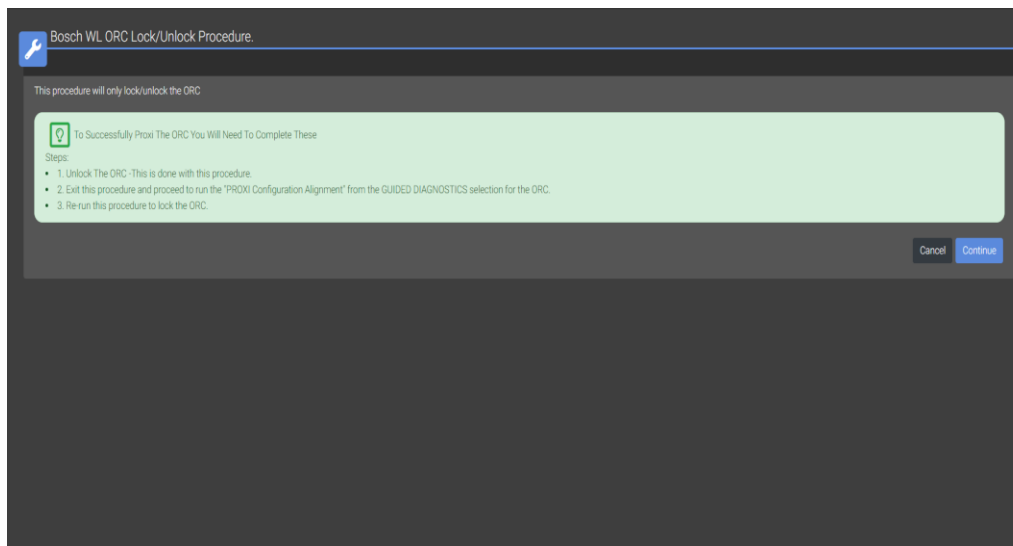 Bosch WL ORC Lock/Unlock Procedure.
This procedure will only lock/unlock the ORC
To Successfully Proxi The ORC You Will Need To Complete These
Steps:
• 1. Unlock The ORC -This is done with this procedure.
• 2. Exit this procedure and proceed to run the "PROXI Configuration Alignment" from the GUIDED DIAGNOSTICS selection for the ORC.
• 3. Re-run this procedure to lock the ORC.
Cancel Continue